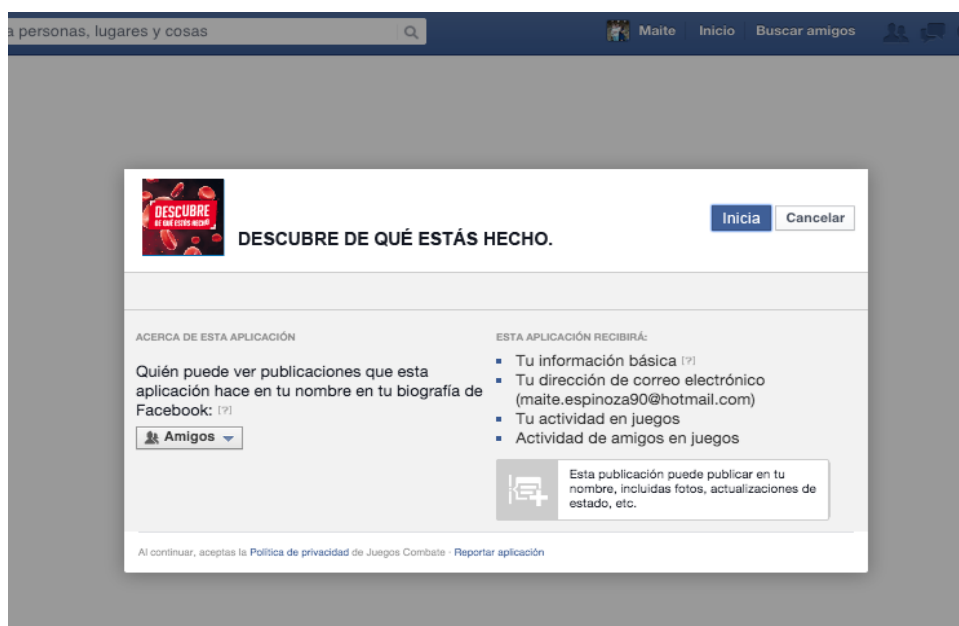 a personas, lugares y cosas
Maite Inicio Buscar amigos
DESCUBRE
DE QUÉ ESTÁS HECHO
DESCUBRE DE QUÉ ESTÁS HECHO.
Inicia Cancelar
ACERCA DE ESTA APLICACIÓN
Quién puede ver publicaciones que esta
aplicación hace en tu nombre en tu biografía de
Facebook: [?]
Amigos
ESTA APLICACIÓN RECIBIRÁ:
Tu información básica [?]
Tu dirección de correo electrónico
(maite.espinoza90@hotmail.com)
Tu actividad en juegos
Actividad de amigos en juegos
Esta publicación puede publicar en tu
nombre, incluidas fotos, actualizaciones de
estado, etc.
Al continuar, aceptas la Política de privacidad de Juegos Combate · Reportar aplicación